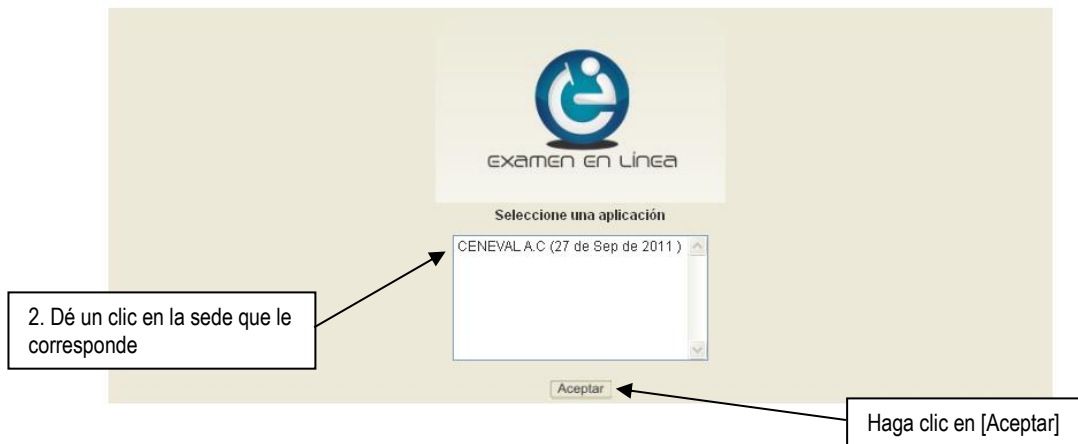 examen en línea
Seleccione una aplicación
CENEVAL A.C (27 de Sep de 2011 )
2. Dé un clic en la sede que le
corresponde
Aceptar
Haga clic en [Aceptar]